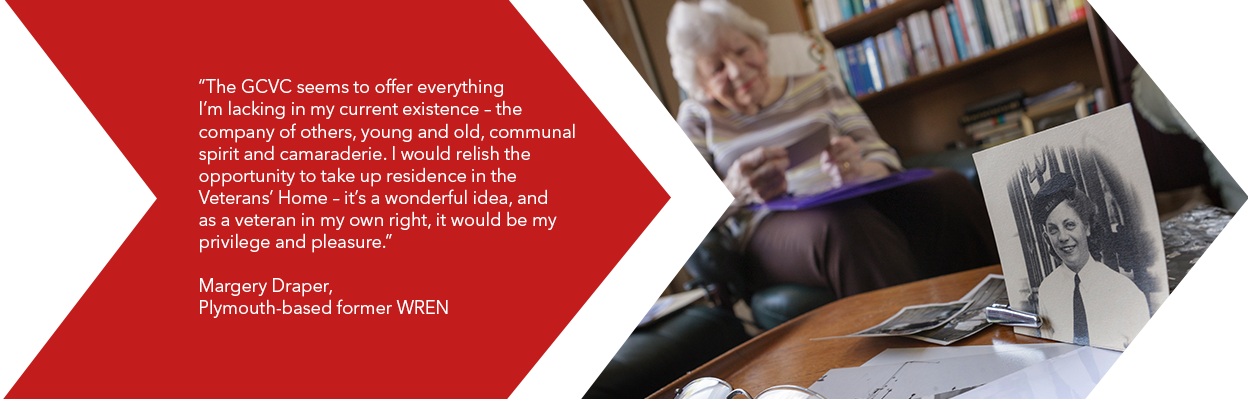 “The GCVC seems to offer everything
I’m lacking in my current existence – the
company of others, young and old, communal
spirit and camaraderie. I would relish the
opportunity to take up residence in the
Veterans’ Home – it’s a wonderful idea, and
as a veteran in my own right, it would be my
privilege and pleasure.”
Margery Draper,
Plymouth-based former WREN